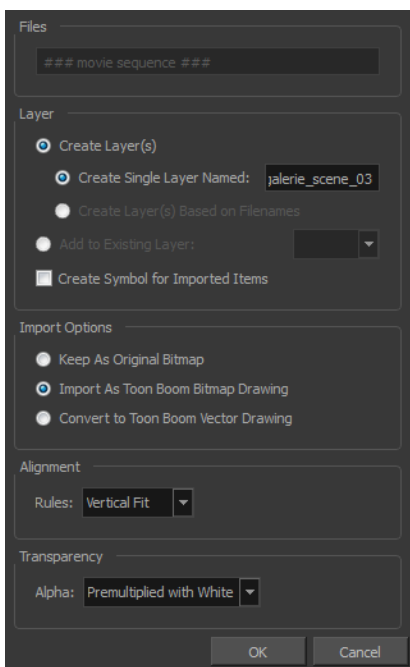 Files
### movie sequence ###
Layer
Create Layer(s)
Create Single Layer Named: galerie_scene_03
Create Layer(s) Based on Filenames
Add to Existing Layer:
Create Symbol for Imported Items
Import Options
Keep As Original Bitmap
Import As Toon Boom Bitmap Drawing
Convert to Toon Boom Vector Drawing
Alignment
Rules: Vertical Fit
Transparency
Alpha: Premultiplied with White
OK Cancel